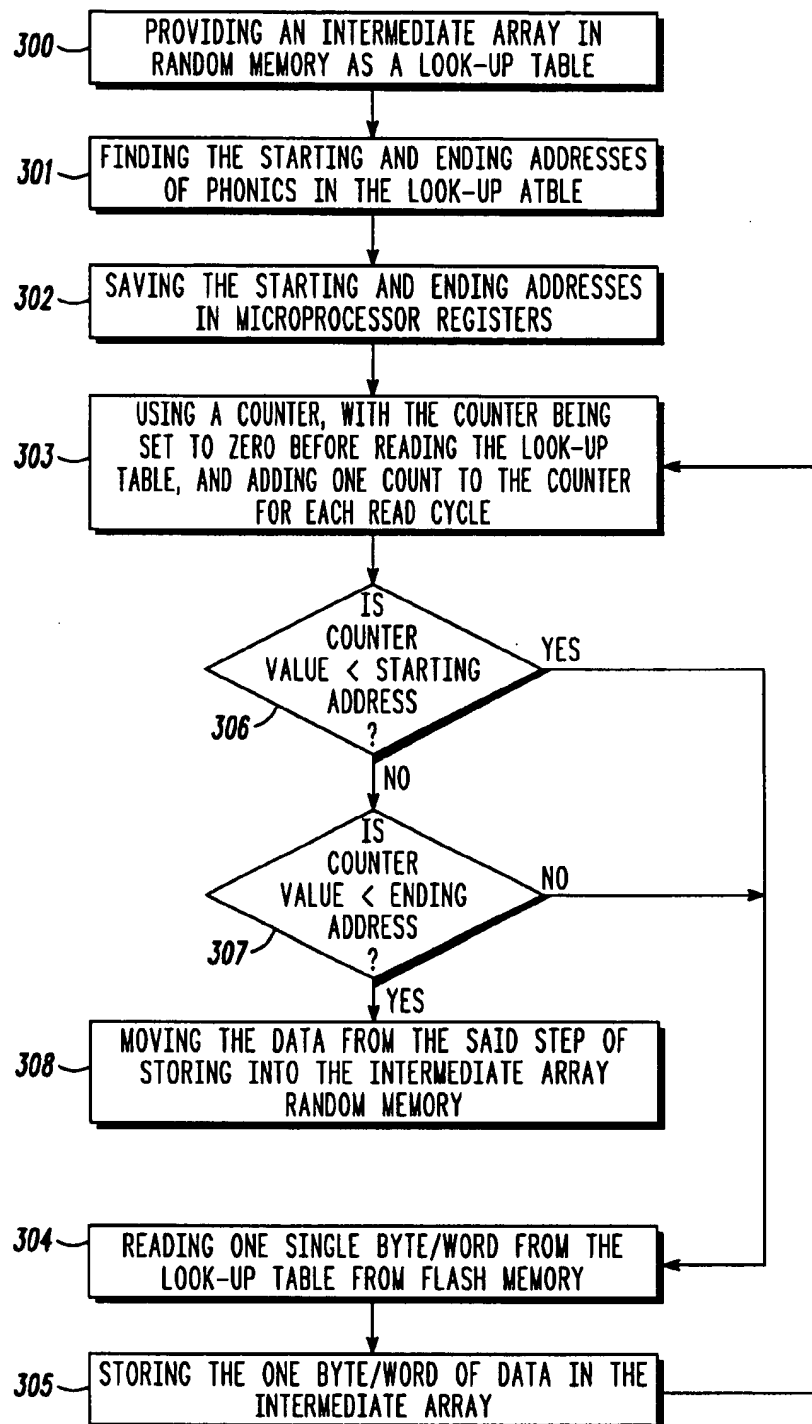 300
PROVIDING AN INTERMEDIATE ARRAY IN
RANDOM MEMORY AS A LOOK-UP TABLE
301
FINDING THE STARTING AND ENDING ADDRESSES
OF PHONICS IN THE LOOK-UP ATBLE
302
SAVING THE STARTING AND ENDING ADDRESSES
IN MICROPROCESSOR REGISTERS
303
USING A COUNTER, WITH THE COUNTER BEING
SET TO ZERO BEFORE READING THE LOOK-UP
TABLE, AND ADDING ONE COUNT TO THE COUNTER
FOR EACH READ CYCLE
IS
COUNTER
VALUE < STARTING
ADDRESS
?
306
YES
NO
IS
COUNTER
VALUE < ENDING
ADDRESS
?
307
NO
YES
308
MOVING THE DATA FROM THE SAID STEP OF
STORING INTO THE INTERMEDIATE ARRAY
RANDOM MEMORY
304
READING ONE SINGLE BYTE/WORD FROM THE
LOOK-UP TABLE FROM FLASH MEMORY
305
STORING THE ONE BYTE/WORD OF DATA IN THE
INTERMEDIATE ARRAY